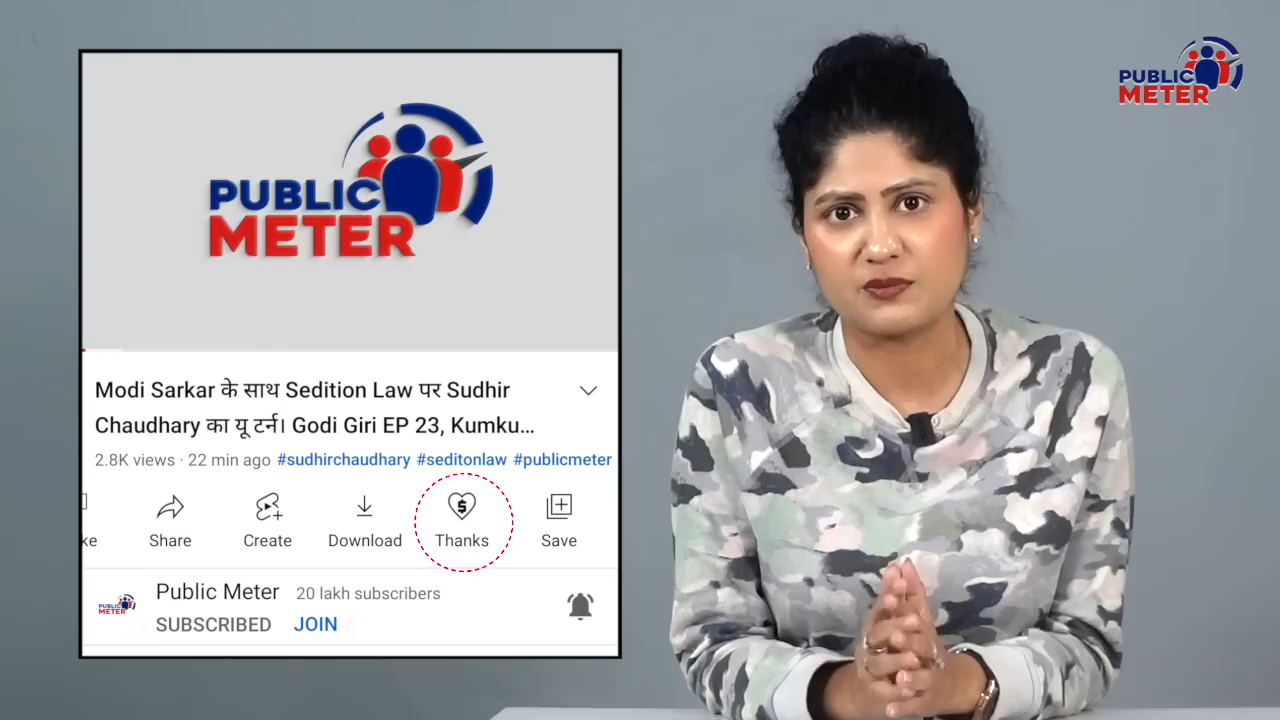 PUBLIC
METER
Modi Sarkar के साथ Sedition Law पर Sudhir
Chaudhary का यू टर्न। Godi Giri EP 23, Kumku...
2.8K views · 22 min ago #sudhirchaudhary #seditonlaw #publicmeter
ke
Share
Create
Download
Thanks
Save
PUBLIC
METER
Public Meter 20 lakh subscribers
SUBSCRIBED JOIN
PUBLIC
METER